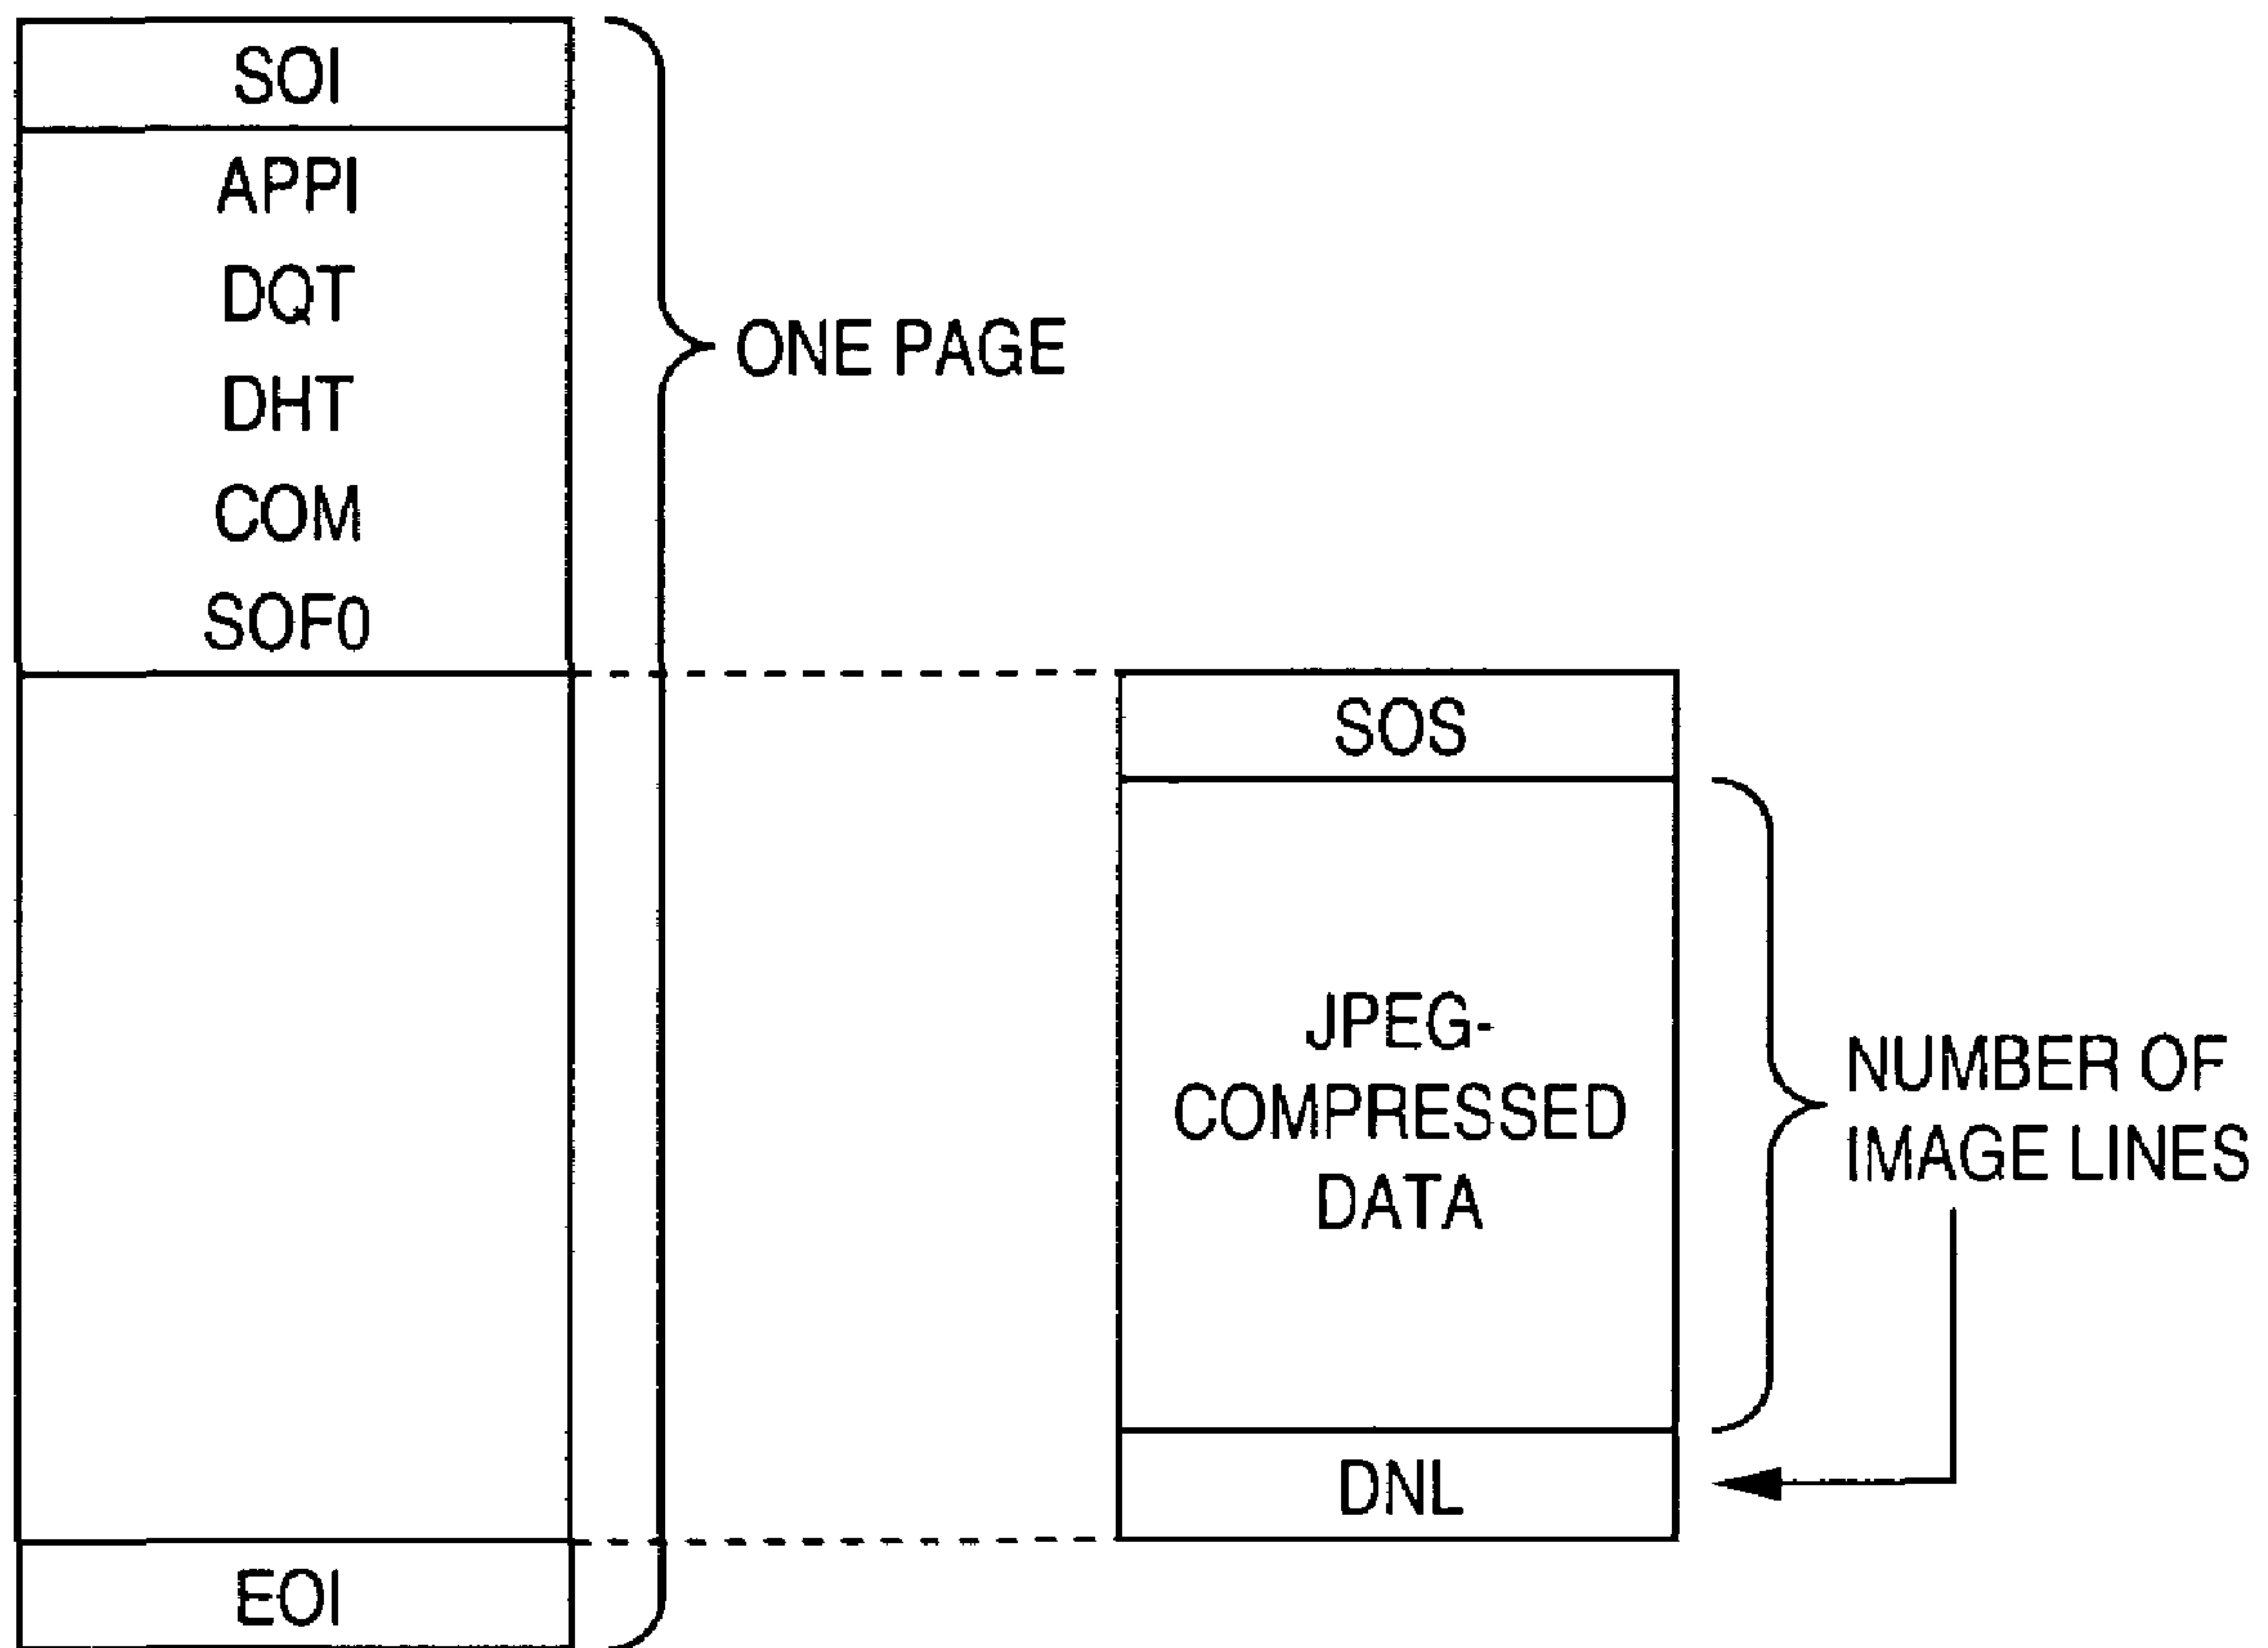 SOI
APPI
DQT
DHT
COM
SOF0
EOI
ONE PAGE
SOS
JPEG-
COMPRESSED
DATA
DNL
NUMBER OF
IMAGE LINES